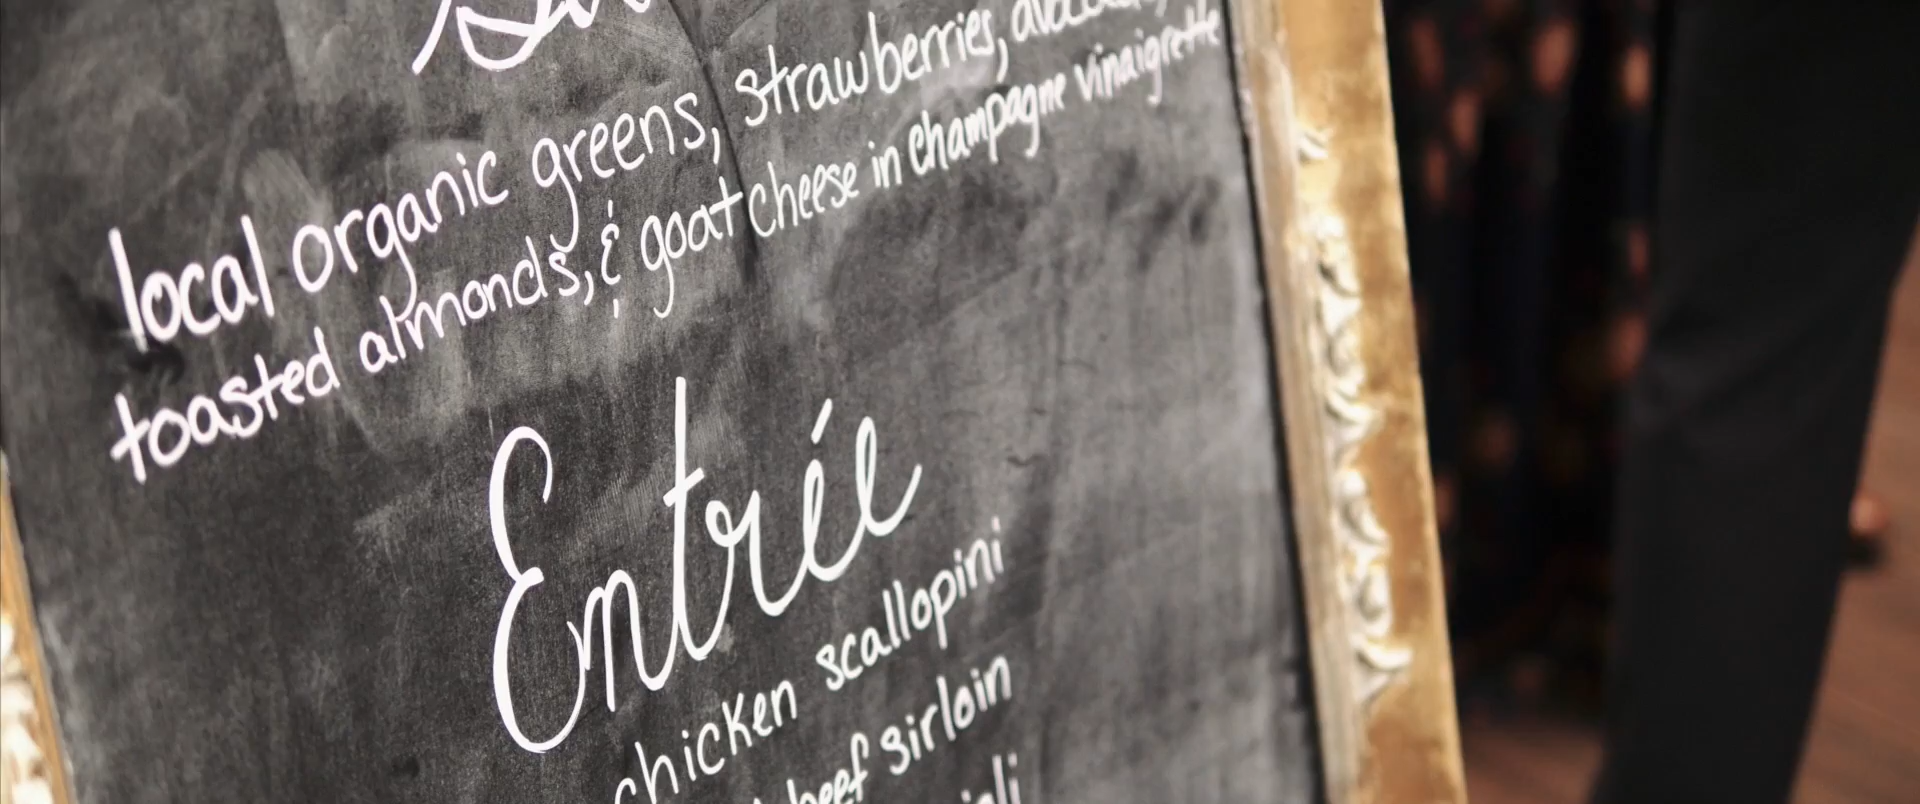 local organic greens, strawberries,
toasted almonds, & goat cheese in champagne vinaigrette
Entrée
chicken scallopini
beef sirloin